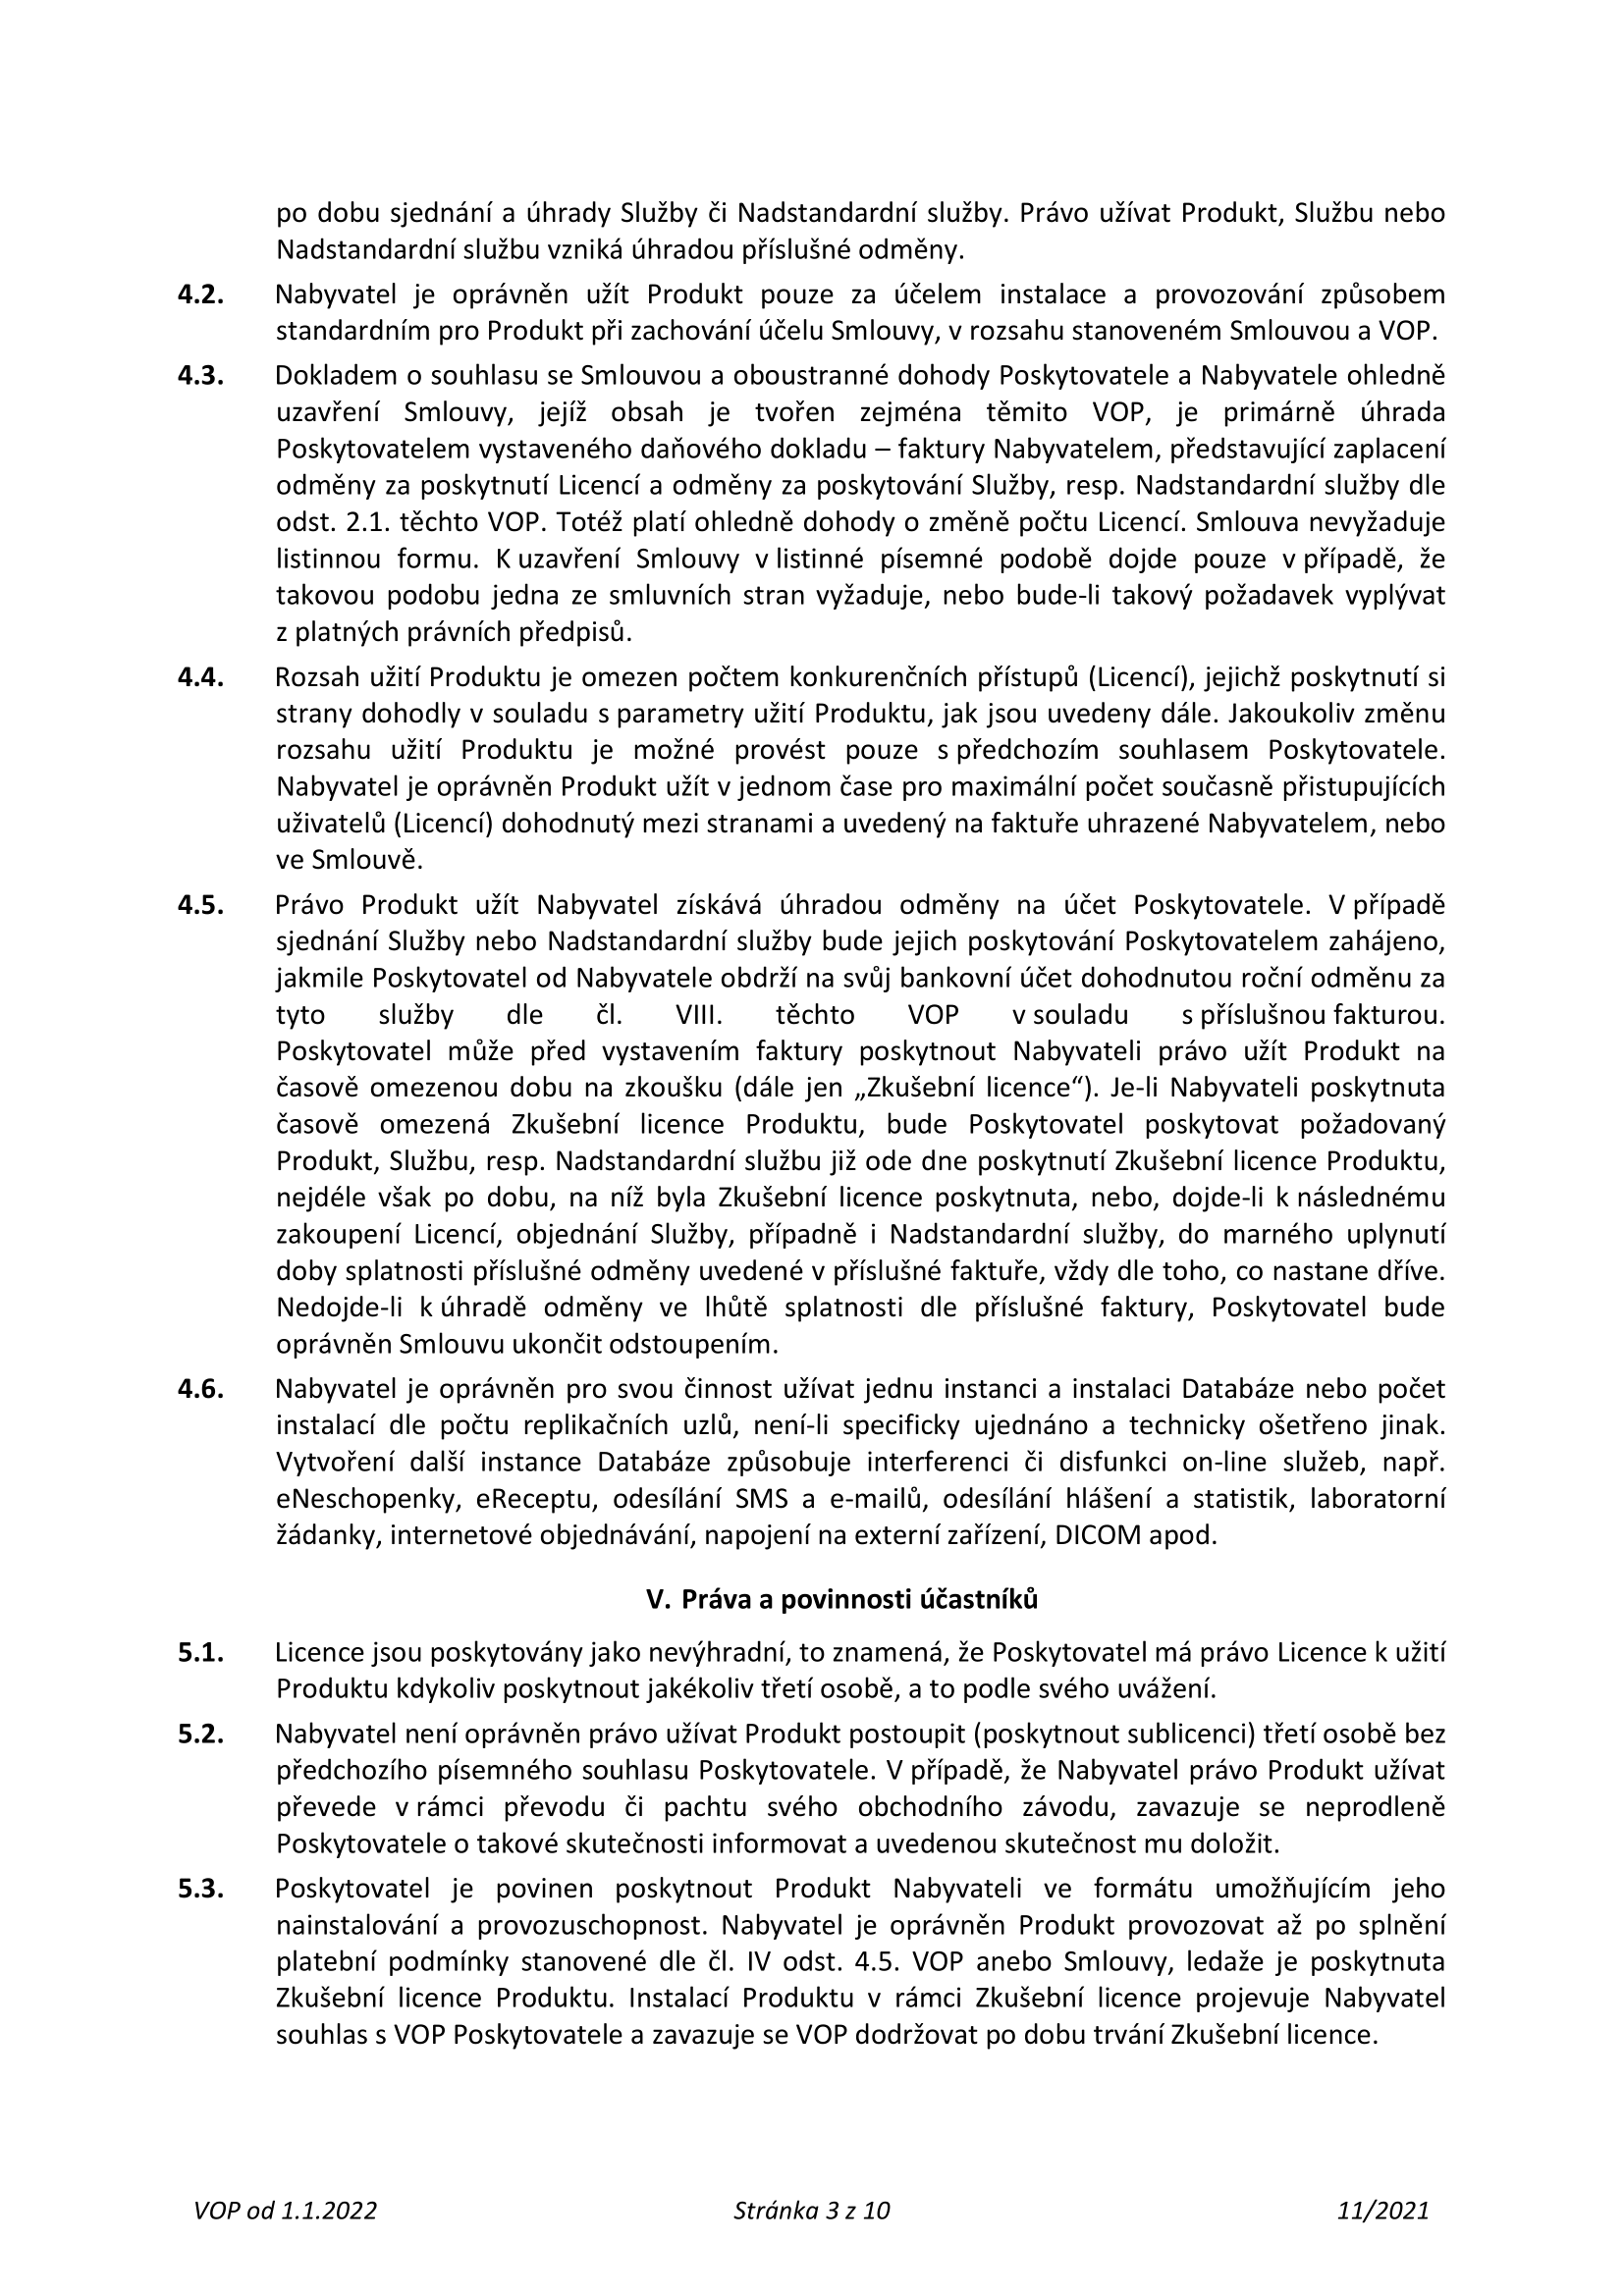 po dobu sjednání a úhrady Služby či Nadstandardní služby. Právo užívat Produkt, Službu nebo
Nadstandardní službu vzniká úhradou příslušné odměny.
4.2. Nabyvatel je oprávněn užít Produkt pouze za účelem instalace a provozování způsobem
standardním pro Produkt při zachování účelu Smlouvy, v rozsahu stanoveném Smlouvou a VOP.
4.3. Dokladem o souhlasu se Smlouvou a oboustranné dohody Poskytovatele a Nabyvatele ohledně
uzavření Smlouvy, jejíž obsah je tvořen zejména těmito VOP, je primárně úhrada
Poskytovatelem vystaveného daňového dokladu – faktury Nabyvatelem, představující zaplacení
odměny za poskytnutí Licencí a odměny za poskytování Služby, resp. Nadstandardní služby dle
odst. 2.1. těchto VOP. Totéž platí ohledně dohody o změně počtu Licencí. Smlouva nevyžaduje
listinnou formu. K uzavření Smlouvy v listinné písemné podobě dojde pouze v případě, že
takovou podobu jedna ze smluvních stran vyžaduje, nebo bude-li takový požadavek vyplývat
z platných právních předpisů.
4.4. Rozsah užití Produktu je omezen počtem konkurenčních přístupů (Licencí), jejichž poskytnutí si
strany dohodly v souladu s parametry užití Produktu, jak jsou uvedeny dále. Jakoukoliv změnu
rozsahu užití Produktu je možné provést pouze s předchozím souhlasem Poskytovatele.
Nabyvatel je oprávněn Produkt užít v jednom čase pro maximální počet současně přistupujících
uživatelů (Licencí) dohodnutý mezi stranami a uvedený na faktuře uhrazené Nabyvatelem, nebo
ve Smlouvě.
4.5. Právo Produkt užít Nabyvatel získává úhradou odměny na účet Poskytovatele. V případě
sjednání Služby nebo Nadstandardní služby bude jejich poskytování Poskytovatelem zahájeno,
jakmile Poskytovatel od Nabyvatele obdrží na svůj bankovní účet dohodnutou roční odměnu za
tyto služby dle čl. VIII. těchto VOP v souladu s příslušnou fakturou.
Poskytovatel může před vystavením faktury poskytnout Nabyvateli právo užít Produkt na
časově omezenou dobu na zkoušku (dále jen „Zkušební licence“). Je-li Nabyvateli poskytnuta
časově omezená Zkušební licence Produktu, bude Poskytovatel poskytovat požadovaný
Produkt, Službu, resp. Nadstandardní službu již ode dne poskytnutí Zkušební licence Produktu,
nejdéle však po dobu, na níž byla Zkušební licence poskytnuta, nebo, dojde-li k následnému
zakoupení Licencí, objednání Služby, případně i Nadstandardní služby, do marného uplynutí
doby splatnosti příslušné odměny uvedené v příslušné faktuře, vždy dle toho, co nastane dříve.
Nedojde-li k úhradě odměny ve lhůtě splatnosti dle příslušné faktury, Poskytovatel bude
oprávněn Smlouvu ukončit odstoupením.
4.6. Nabyvatel je oprávněn pro svou činnost užívat jednu instanci a instalaci Databáze nebo počet
instalací dle počtu replikačních uzlů, není-li specificky ujednáno a technicky ošetřeno jinak.
Vytvoření další instance Databáze způsobuje interferenci či disfunkci on-line služeb, např.
eNeschopenky, eReceptu, odesílání SMS a e-mailů, odesílání hlášení a statistik, laboratorní
žádanky, internetové objednávání, napojení na externí zařízení, DICOM apod.
V. Práva a povinnosti účastníků
5.1. Licence jsou poskytovány jako nevýhradní, to znamená, že Poskytovatel má právo Licence k užití
Produktu kdykoliv poskytnout jakékoliv třetí osobě, a to podle svého uvážení.
5.2. Nabyvatel není oprávněn právo užívat Produkt postoupit (poskytnout sublicenci) třetí osobě bez
předchozího písemného souhlasu Poskytovatele. V případě, že Nabyvatel právo Produkt užívat
převede v rámci převodu či pachtu svého obchodního závodu, zavazuje se neprodleně
Poskytovatele o takové skutečnosti informovat a uvedenou skutečnost mu doložit.
5.3. Poskytovatel je povinen poskytnout Produkt Nabyvateli ve formátu umožňujícím jeho
nainstalování a provozuschopnost. Nabyvatel je oprávněn Produkt provozovat až po splnění
platební podmínky stanovené dle čl. IV odst. 4.5. VOP anebo Smlouvy, ledaže je poskytnuta
Zkušební licence Produktu. Instalací Produktu v rámci Zkušební licence projevuje Nabyvatel
souhlas s VOP Poskytovatele a zavazuje se VOP dodržovat po dobu trvání Zkušební licence.
VOP od 1.1.2022 Stránka 3 z 10 11/2021